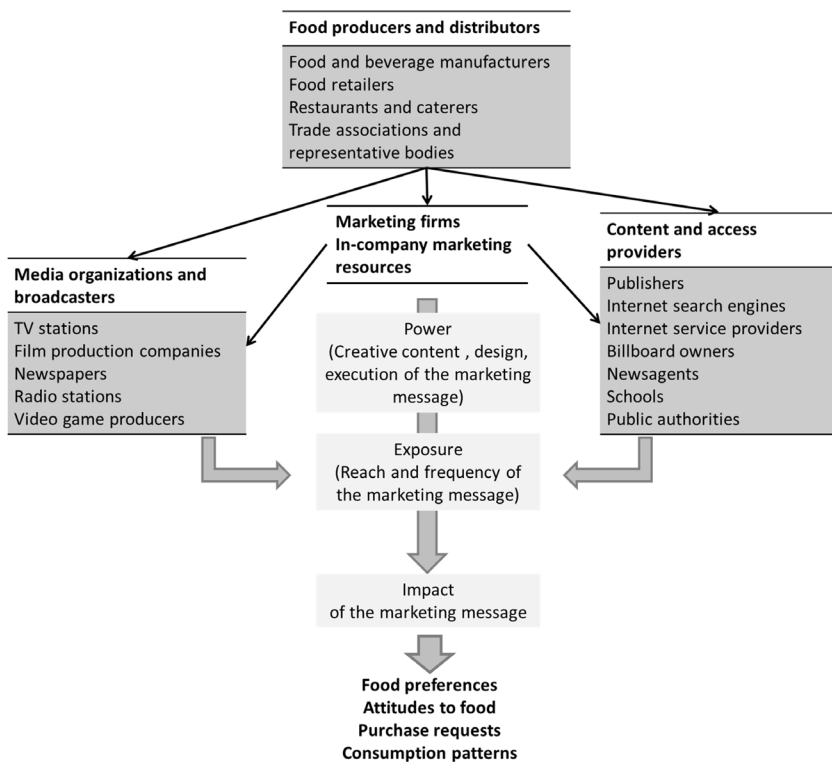 Food producers and distributors
Food and beverage manufacturers
Food retailers
Restaurants and caterers
Trade associations and
representative bodies
Marketing firms
In-company marketing
resources
Media organizations and
broadcasters
TV stations
Film production companies
Newspapers
Radio stations
Video game producers
Content and access
providers
Publishers
Internet search engines
Internet service providers
Billboard owners
Newsagents
Schools
Public authorities
Power
(Creative content , design,
execution of the marketing
message)
Exposure
(Reach and frequency of
the marketing message)
Impact
of the marketing message
Food preferences
Attitudes to food
Purchase requests
Consumption patterns